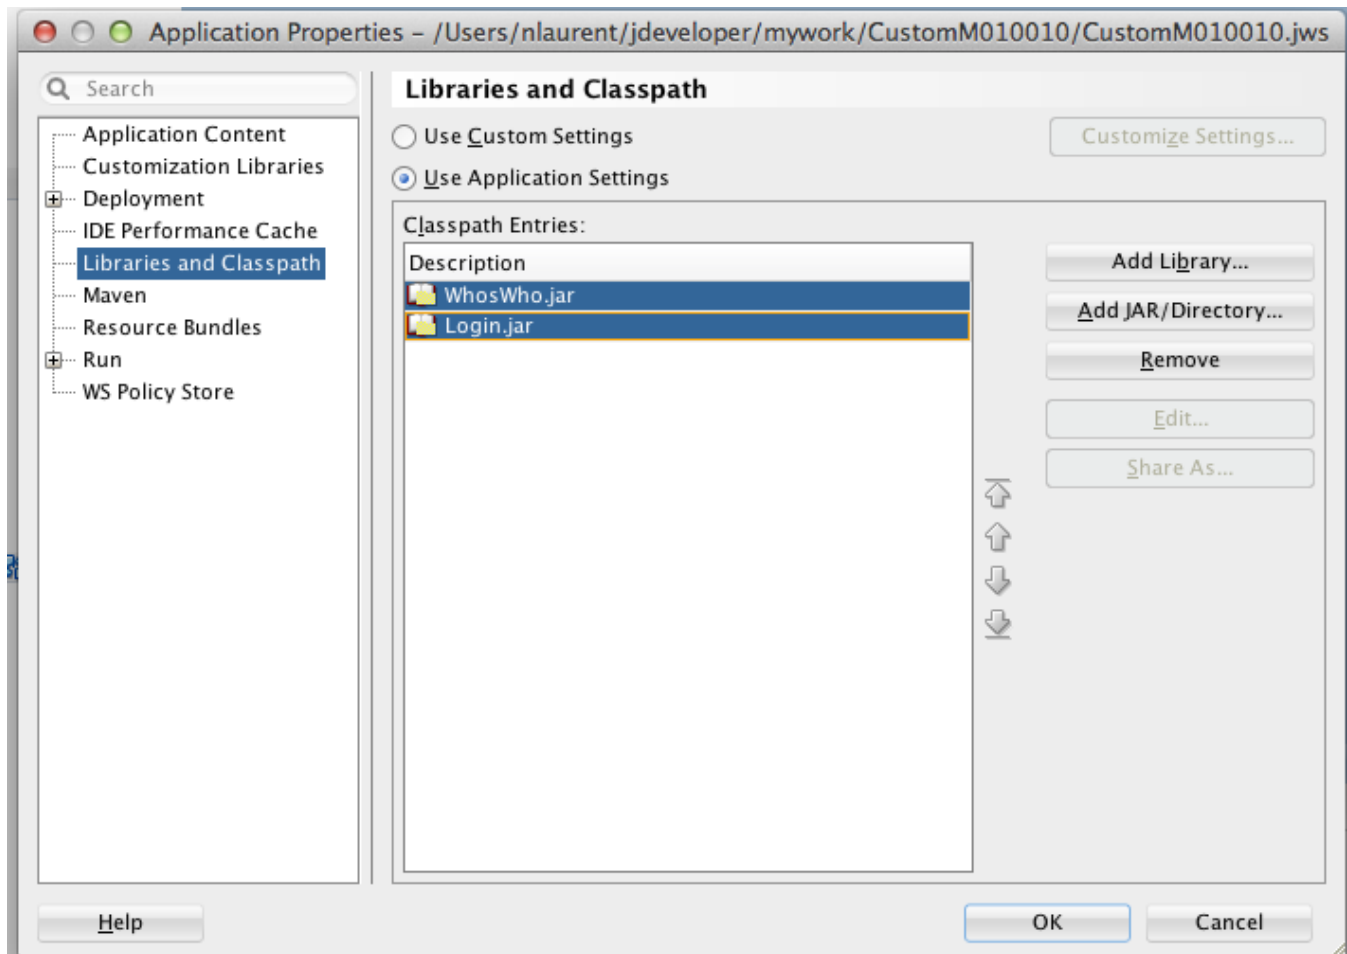 Application Properties – /Users/nlaurent/jdeveloper/mywork/CustomM010010/CustomM010010.jws
Search
Application Content
Customization Libraries
Deployment
IDE Performance Cache
Libraries and Classpath
Maven
Resource Bundles
Run
WS Policy Store
Libraries and Classpath
Use Custom Settings
Customize Settings...
Use Application Settings
Classpath Entries:
Description
WhosWho.jar
Login.jar
Add Library...
Add JAR/Directory...
Remove
Edit...
Share As...
Help
OK
Cancel